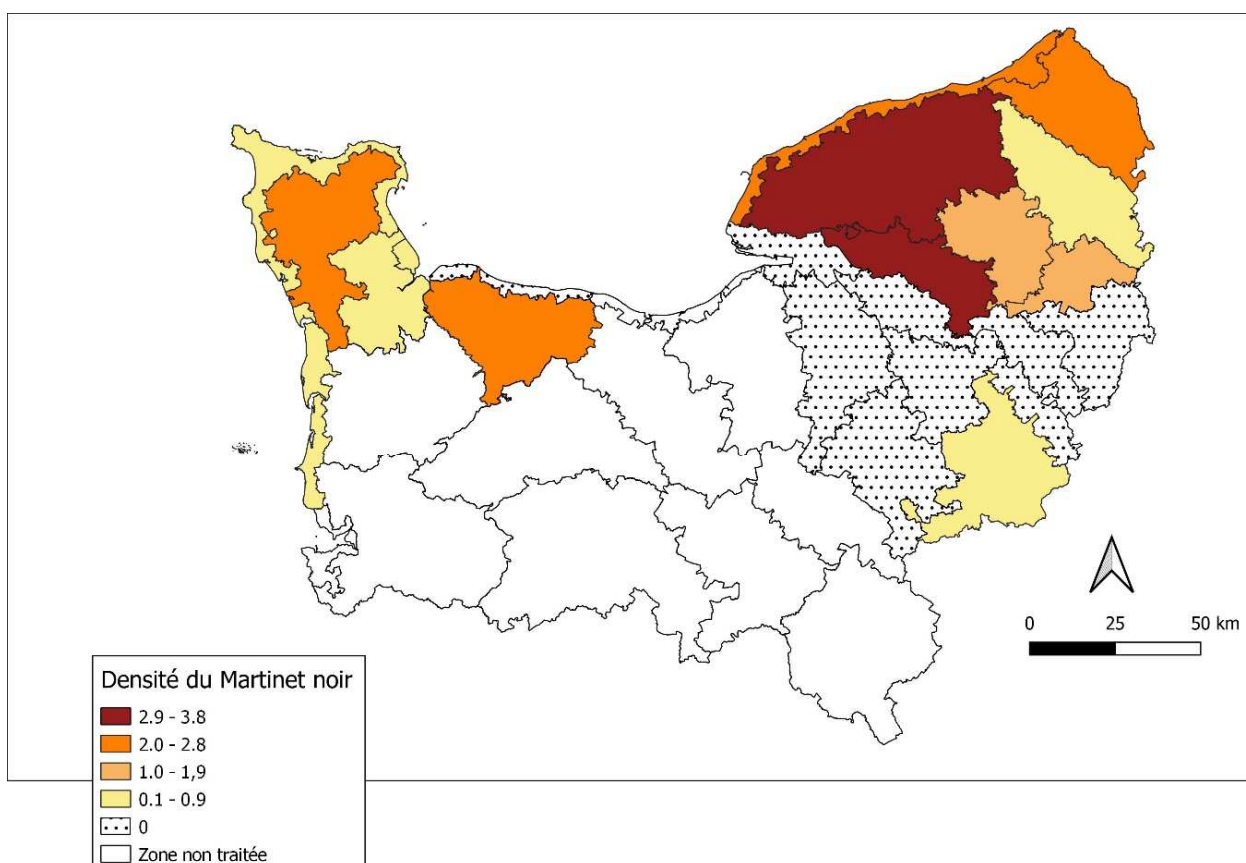 0 25 50 km
Densité du Martinet noir
2.9 - 3.8
2.0 - 2.8
1.0 - 1,9
0.1 - 0.9
0
Zone non traitée